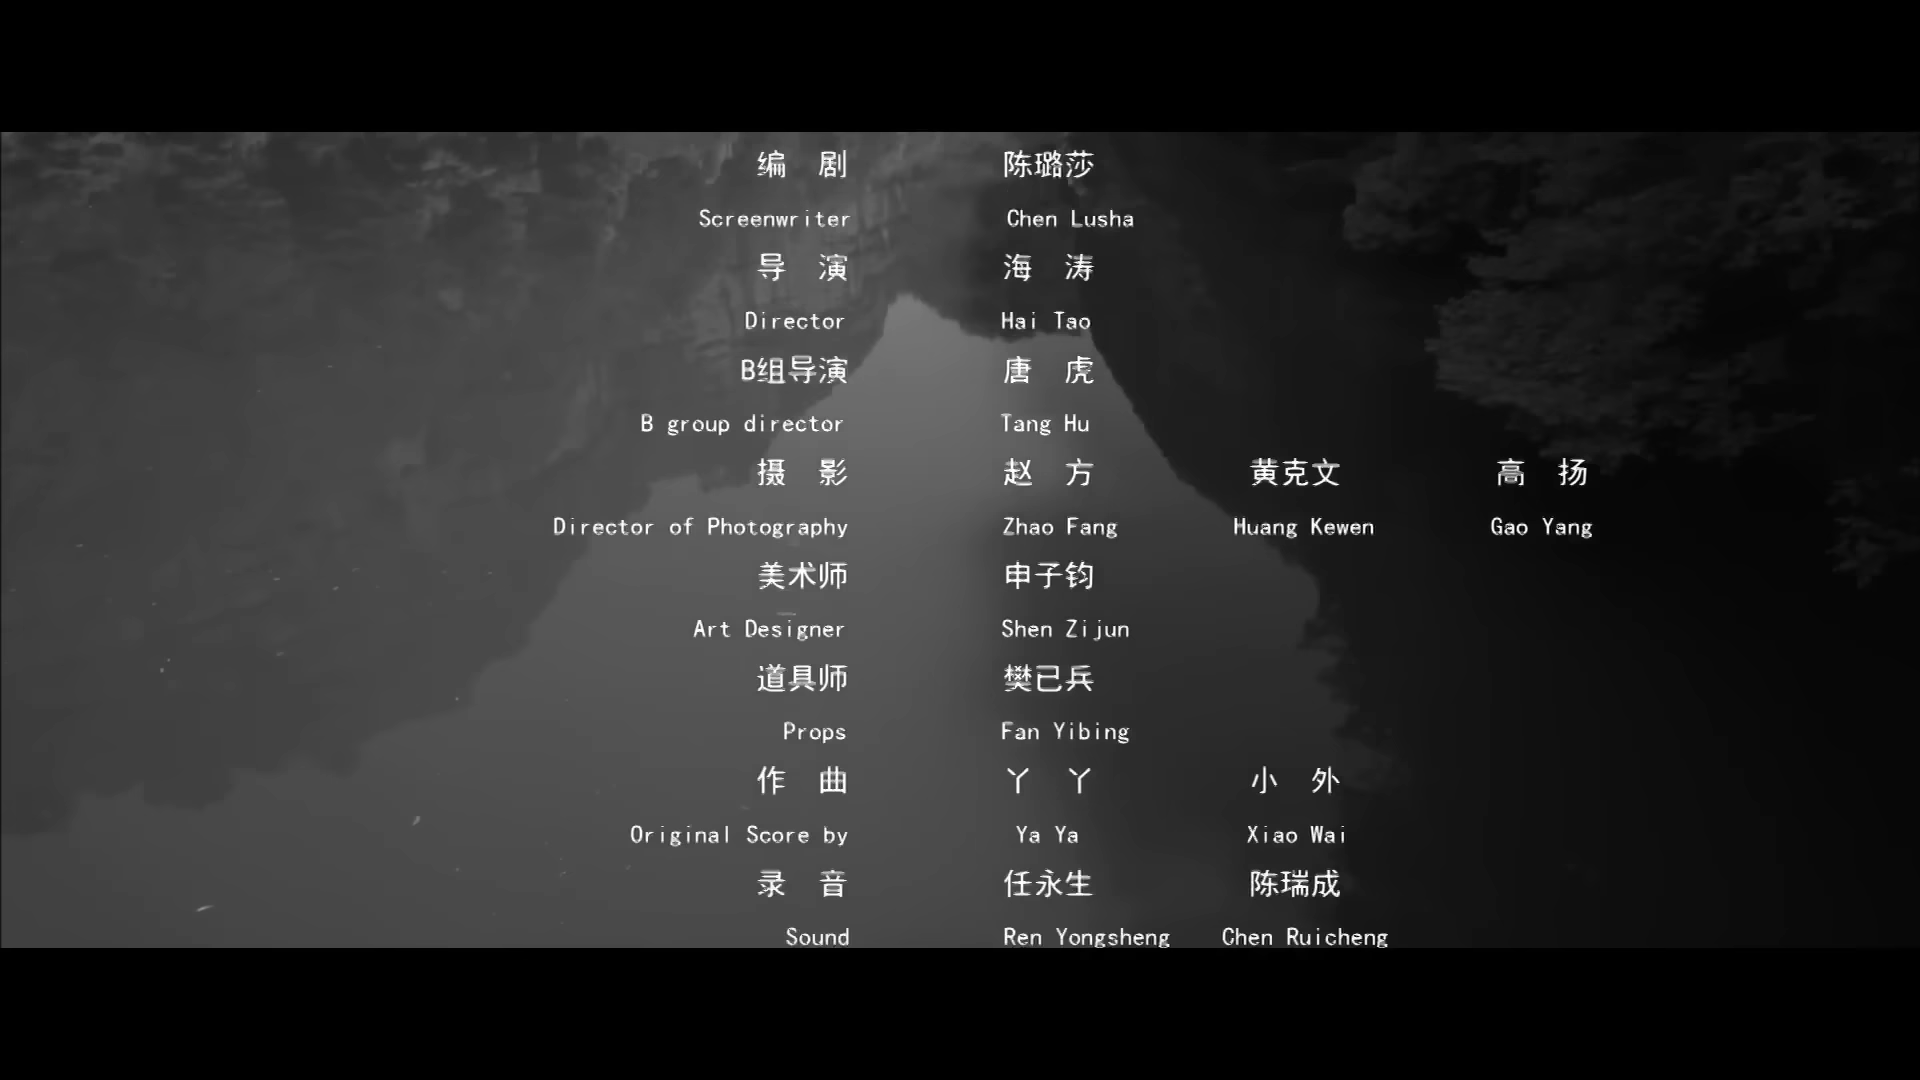 编 剧 陈璐莎
Screenwriter Chen Lusha
导 演 海 涛
Director Hai Tao
B组导演 唐 虎
B group director Tang Hu
摄 影 赵 方 黄克文 高 扬
Director of Photography Zhao Fang Huang Kewen Gao Yang
美术师 申子钧
Art Designer Shen Zijun
道具师 樊已兵
Props Fan Yibing
作 曲 丫 丫 小 外
Original Score by Ya Ya Xiao Wai
录 音 任永生 陈瑞成
Sound Ren Yongsheng Chen Ruicheng